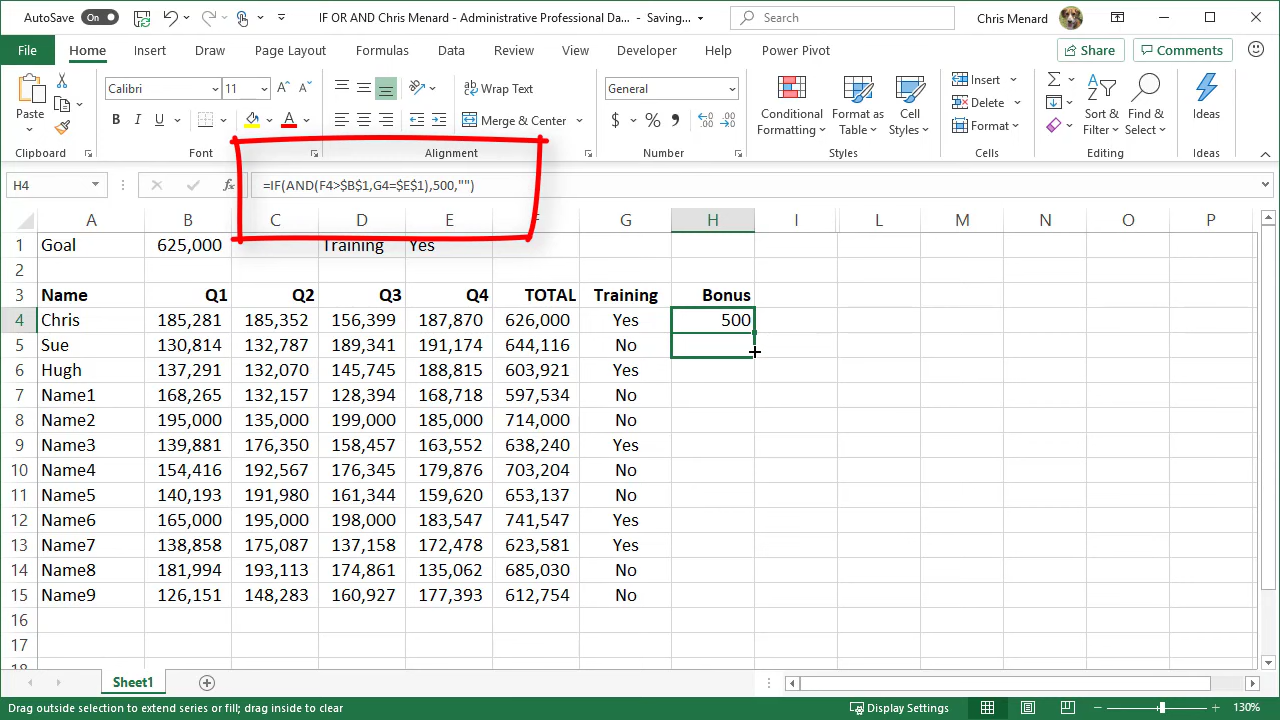 AutoSave On IF OR AND Chris Menard - Administrative Professional Da... - Saving... Search Chris Menard
File Home Insert Draw Page Layout Formulas Data Review View Developer Help Power Pivot Share Comments
Calibri 11 Wrap Text General Insert
Paste Conditional Format as Cell Delete Sort & Find & Ideas
B I U Merge & Center $ % Formatting Table Styles Format Filter Select
Clipboard Font Alignment Number Styles Cells Editing Ideas
H4 fx =IF(AND(F4>$B$1,G4=$E$1),500,"")
A B C D E F G H I L M N O P
1 Goal 625,000 Training Yes
2
3 Name Q1 Q2 Q3 Q4 TOTAL Training Bonus
4 Chris 185,281 185,352 156,399 187,870 626,000 Yes 500
5 Sue 130,814 132,787 189,341 191,174 644,116 No
6 Hugh 137,291 132,070 145,745 188,815 603,921 Yes
7 Name1 168,265 132,157 128,394 168,718 597,534 No
8 Name2 195,000 135,000 199,000 185,000 714,000 No
9 Name3 139,881 176,350 158,457 163,552 638,240 Yes
10 Name4 154,416 192,567 176,345 179,876 703,204 No
11 Name5 140,193 191,980 161,344 159,620 653,137 No
12 Name6 165,000 195,000 198,000 183,547 741,547 Yes
13 Name7 138,858 175,087 137,158 172,478 623,581 Yes
14 Name8 181,994 193,113 174,861 135,062 685,030 No
15 Name9 126,151 148,283 160,927 177,393 612,754 No
16
17
18
Sheet1
Drag outside selection to extend series or fill; drag inside to clear Display Settings 130%